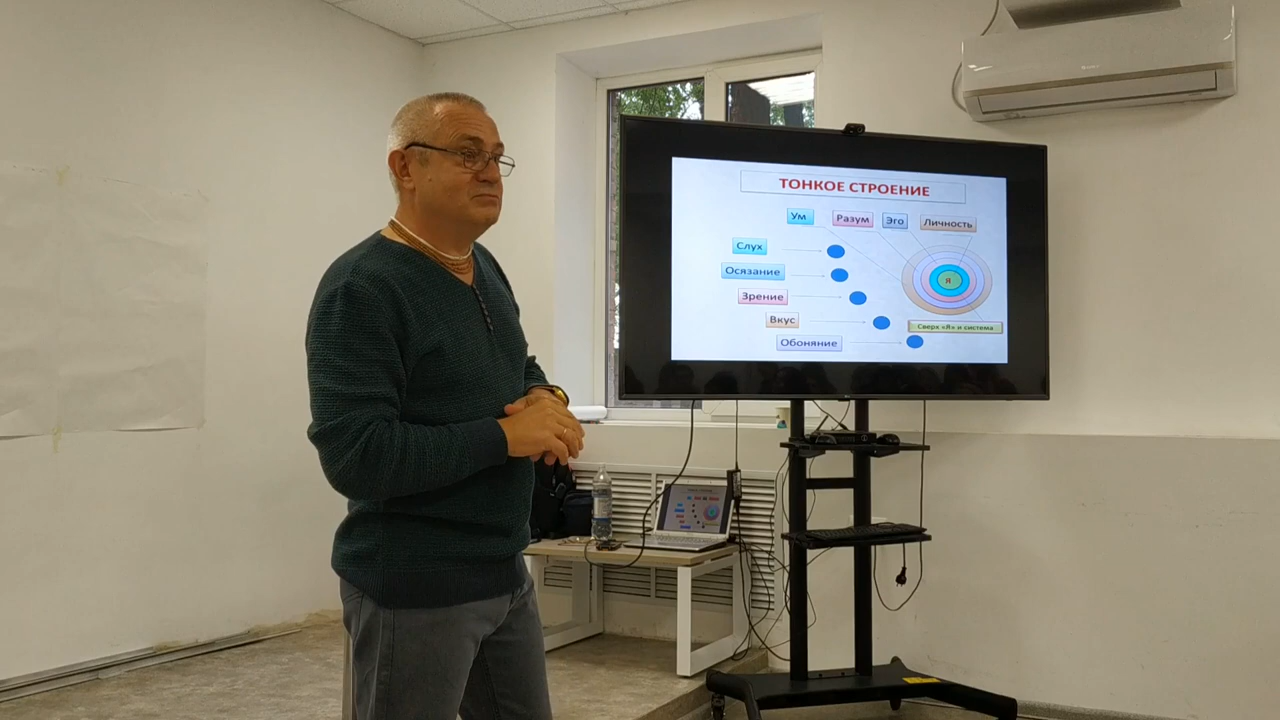 ТОНКОЕ СТРОЕНИЕ
Ум Разум Эго Личность
Слух
Осязание
Зрение
Вкус
Обоняние
Я
Сверх «Я» и система